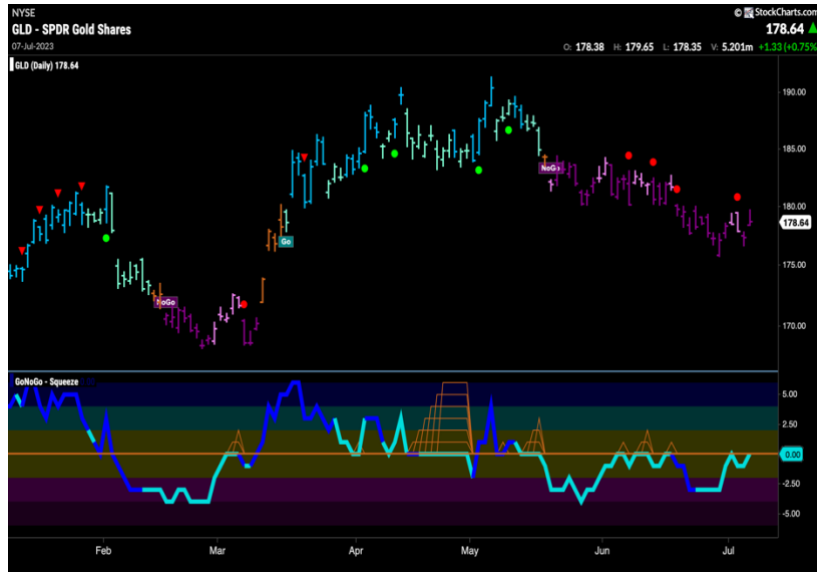 NYSE
© StockCharts.com
GLD - SPDR Gold Shares
178.64
07-Jul-2023
O: 178.38 H: 179.65 L: 178.35 V: 5.201m +1.33 (+0.75%
GLD (Daily) 178.64
190.00
185.00
NoGo
180.00
178.64
Go
175.00
NoGo
170.00
GoNoGo - Squeeze
5.00
2.50
0.00
-2.50
-5.00
Feb Mar Apr May Jun Jul